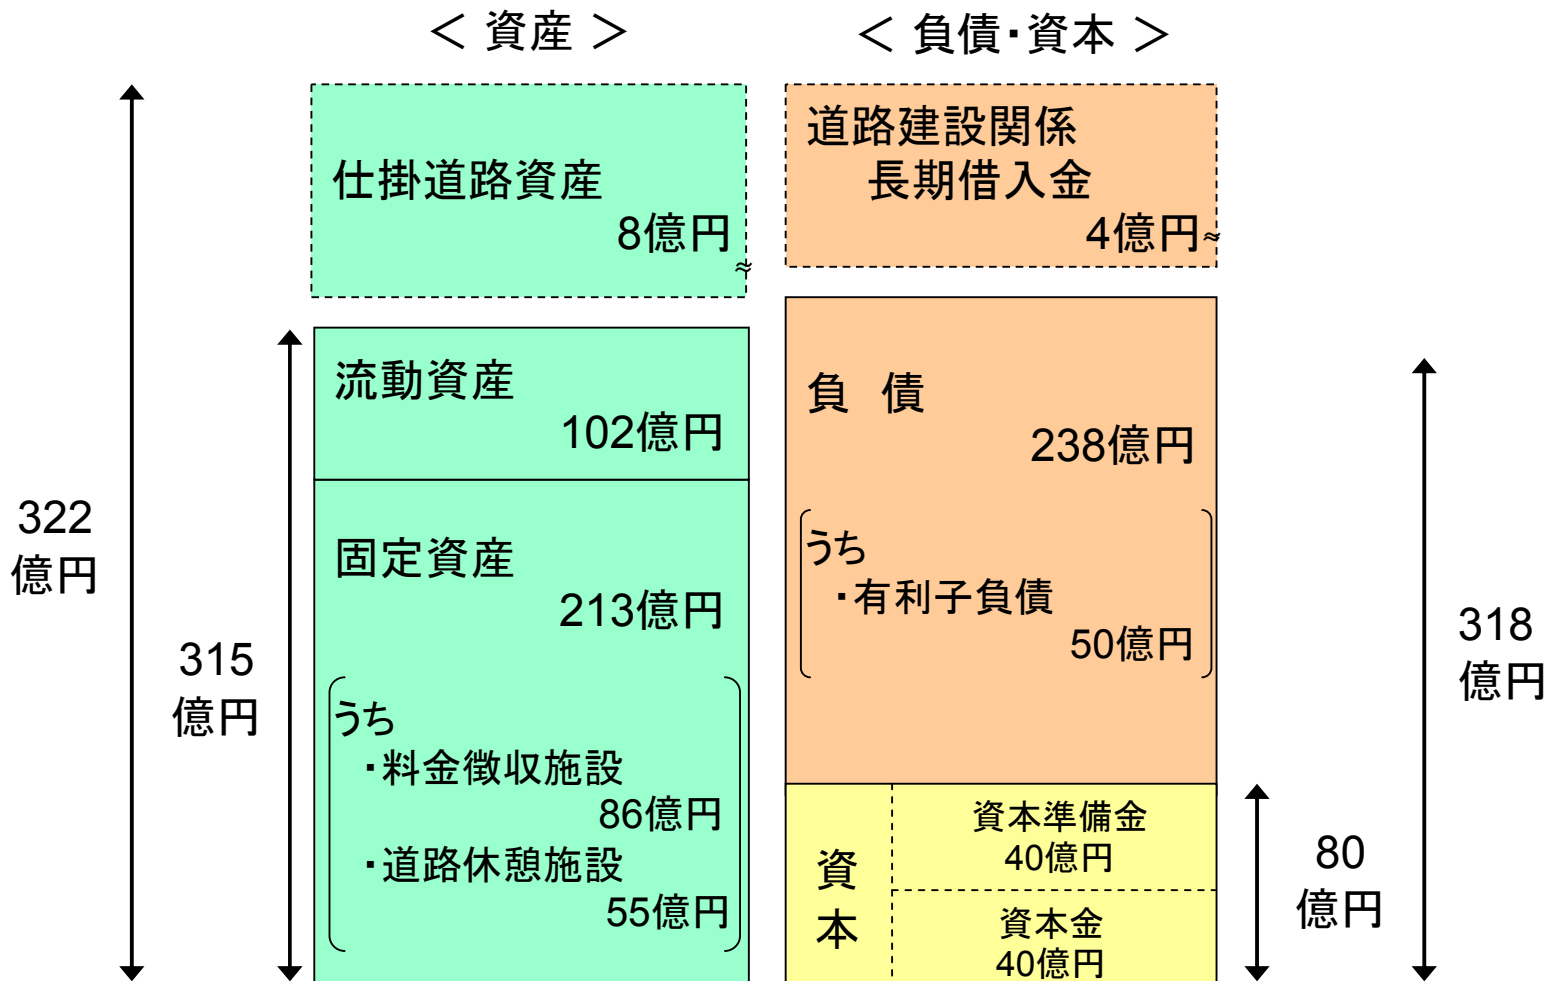 ＜ 資産 ＞
＜ 負債・資本 ＞
322
億円
315
億円
仕掛道路資産
8億円
≈
流動資産
102億円
固定資産
213億円
うち
・料金徴収施設
86億円
・道路休憩施設
55億円
道路建設関係
長期借入金
4億円
≈
負　債
238億円
うち
・有利子負債
50億円
資
本
資本準備金
40億円
資本金
40億円
80
億円
318
億円